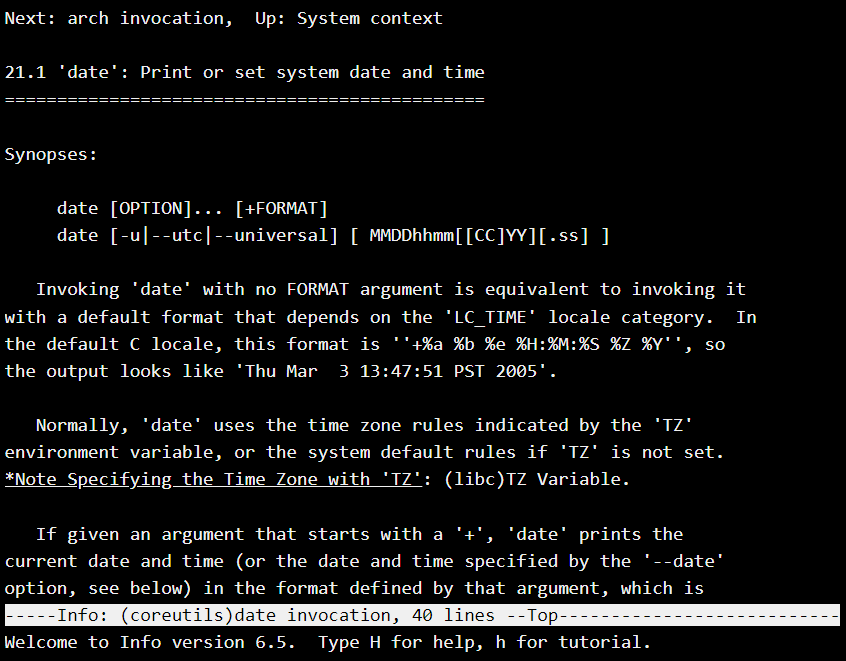 Next: arch invocation,  Up: System context
21.1 'date': Print or set system date and time
==============================================
Synopses:
     date [OPTION]... [+FORMAT]
     date [-u|--utc|--universal] [ MMDDhhmm[[CC]YY][.ss] ]
   Invoking 'date' with no FORMAT argument is equivalent to invoking it
with a default format that depends on the 'LC_TIME' locale category.  In
the default C locale, this format is ''+%a %b %e %H:%M:%S %Z %Y'', so
the output looks like 'Thu Mar  3 13:47:51 PST 2005'.
   Normally, 'date' uses the time zone rules indicated by the 'TZ'
environment variable, or the system default rules if 'TZ' is not set.
*Note Specifying the Time Zone with 'TZ': (libc)TZ Variable.
   If given an argument that starts with a '+', 'date' prints the
current date and time (or the date and time specified by the '--date'
option, see below) in the format defined by that argument, which is
-----Info: (coreutils)date invocation, 40 lines --Top---------------------------
Welcome to Info version 6.5.  Type H for help, h for tutorial.